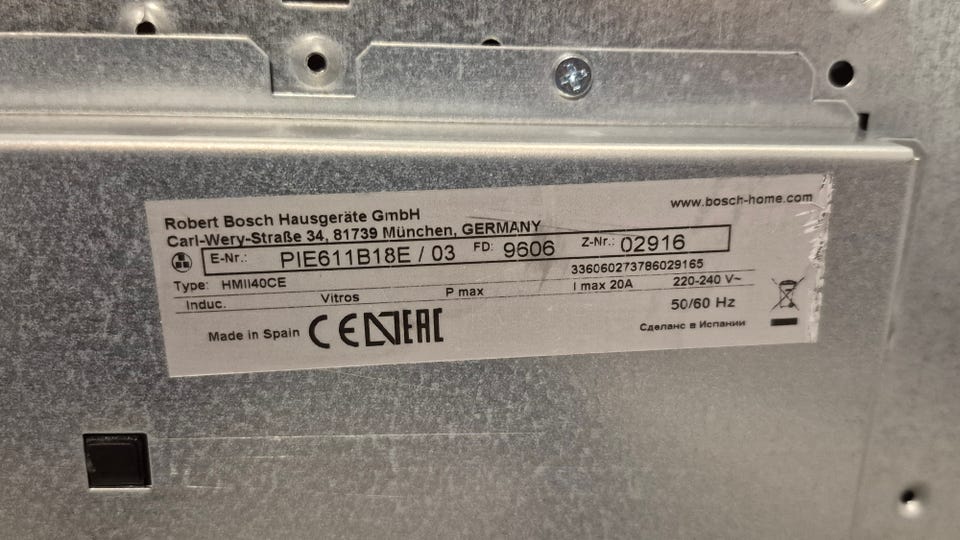 Robert Bosch Hausgeräte GmbH
www.bosch-home.com
Carl-Wery-Straße 34, 81739 München, GERMANY
E-Nr.: PIE611B18E / 03 FD: 9606 Z-Nr.: 02916
336060273786029165
Type: HMII40CE
I max 20A 220-240 V~
Induc. Vitros P max
50/60 Hz
Made in Spain CE EAC
Сделанс в Испании